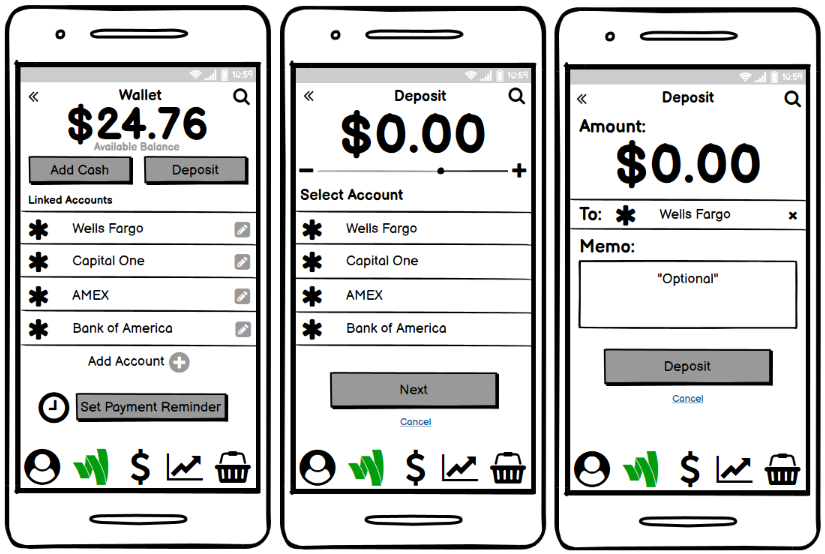 10:59
Wallet
$24.76
Available Balance
Add Cash
Deposit
Linked Accounts
Wells Fargo
Capital One
AMEX
Bank of America
Add Account
Set Payment Reminder
$
10:59
Deposit
$0.00
Select Account
Wells Fargo
Capital One
AMEX
Bank of America
Next
Cancel
$
10:59
Deposit
Amount:
$0.00
To: Wells Fargo
Memo:
"Optional"
Deposit
Cancel
$